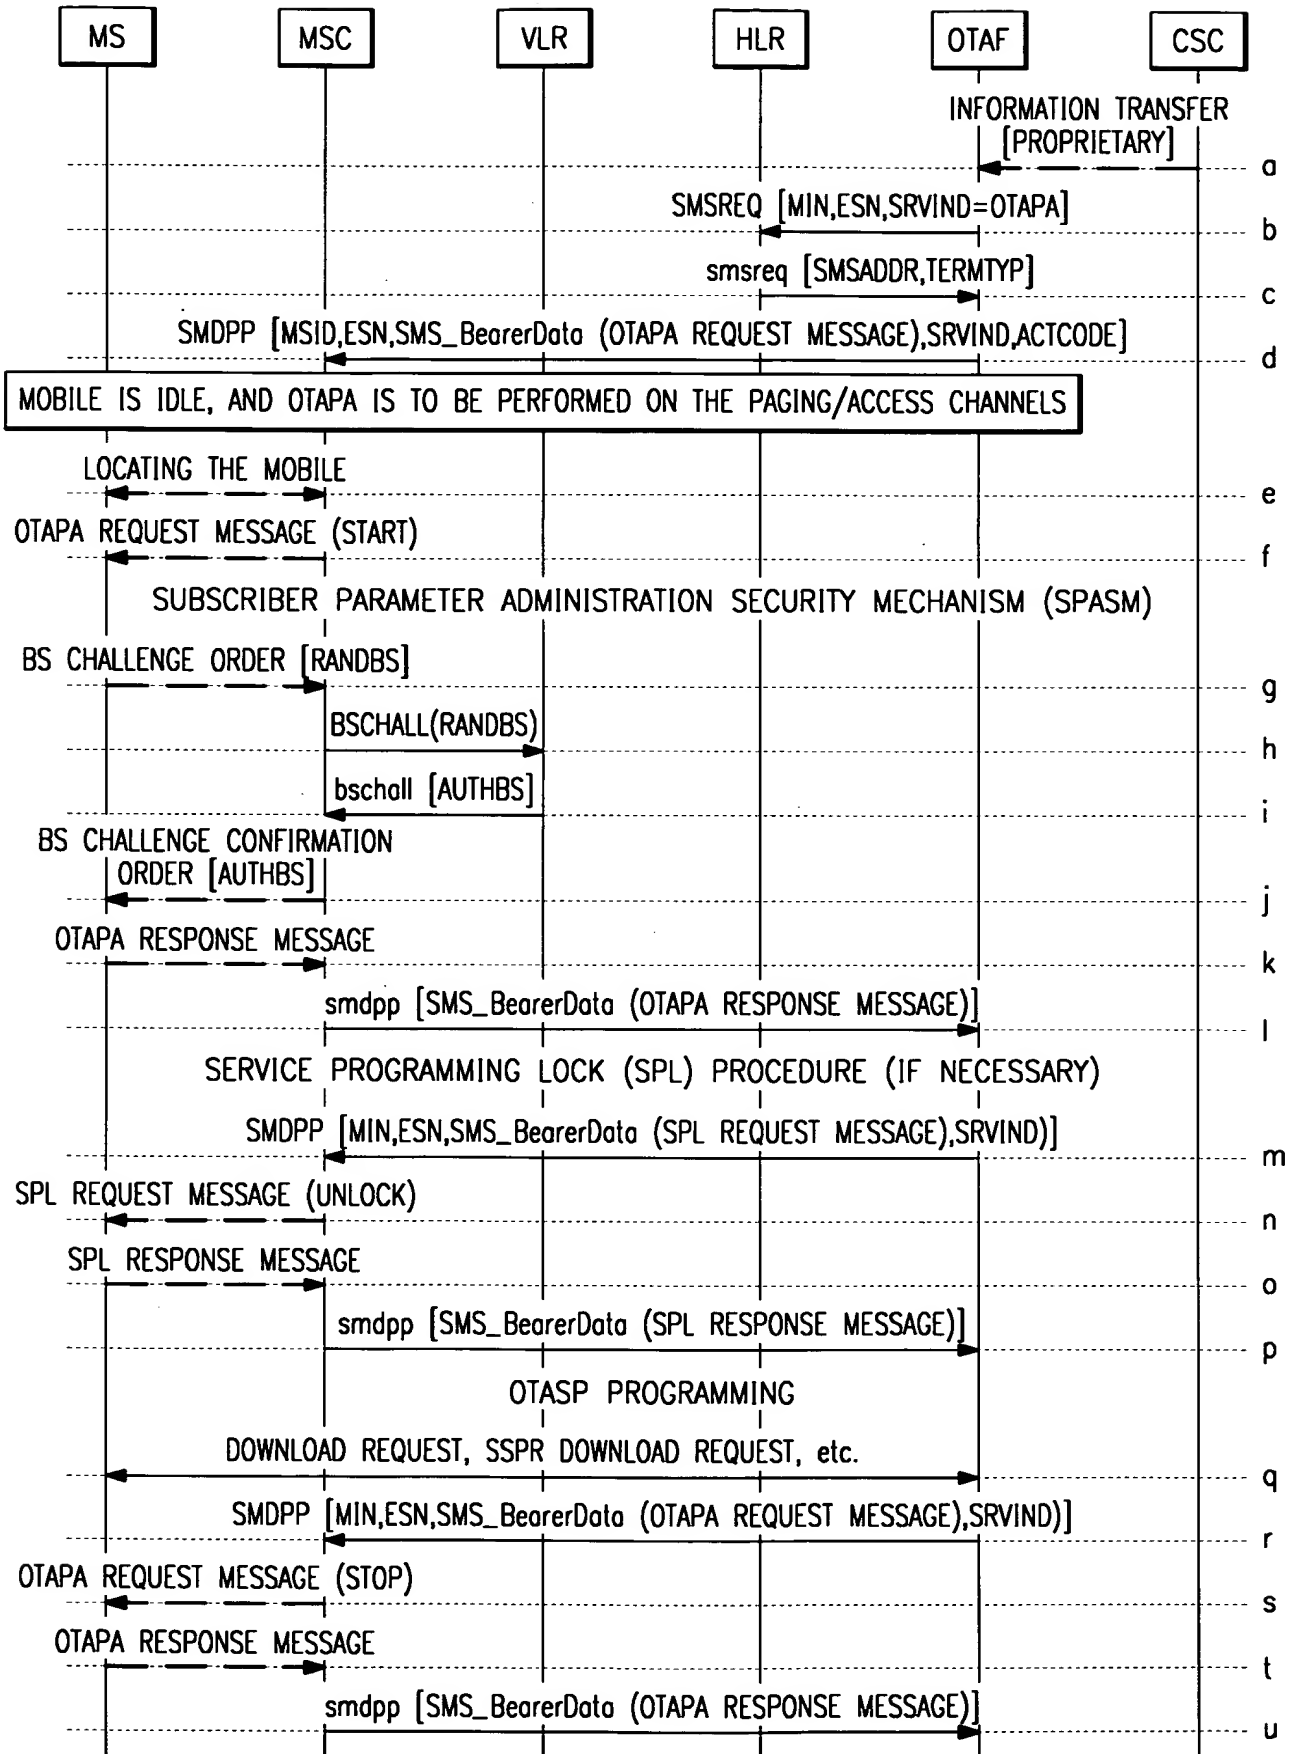 MS MSC VLR HLR OTAF CSC
INFORMATION TRANSFER
[PROPRIETARY]
a
SMSREQ [MIN,ESN,SRVIND=OTAPA]
b
smsreq [SMSADDR,TERMTYP]
c
SMDPP [MSID,ESN,SMS_BearerData (OTAPA REQUEST MESSAGE),SRVIND,ACTCODE]
d
MOBILE IS IDLE, AND OTAPA IS TO BE PERFORMED ON THE PAGING/ACCESS CHANNELS
LOCATING THE MOBILE
e
OTAPA REQUEST MESSAGE (START)
f
SUBSCRIBER PARAMETER ADMINISTRATION SECURITY MECHANISM (SPASM)
BS CHALLENGE ORDER [RANDBS]
g
BSCHALL(RANDBS)
h
bschall [AUTHBS]
i
BS CHALLENGE CONFIRMATION
ORDER [AUTHBS]
j
OTAPA RESPONSE MESSAGE
k
smdpp [SMS_BearerData (OTAPA RESPONSE MESSAGE)]
l
SERVICE PROGRAMMING LOCK (SPL) PROCEDURE (IF NECESSARY)
SMDPP [MIN,ESN,SMS_BearerData (SPL REQUEST MESSAGE),SRVIND)]
m
SPL REQUEST MESSAGE (UNLOCK)
n
SPL RESPONSE MESSAGE
o
smdpp [SMS_BearerData (SPL RESPONSE MESSAGE)]
p
OTASP PROGRAMMING
DOWNLOAD REQUEST, SSPR DOWNLOAD REQUEST, etc.
q
SMDPP [MIN,ESN,SMS_BearerData (OTAPA REQUEST MESSAGE),SRVIND)]
r
OTAPA REQUEST MESSAGE (STOP)
s
OTAPA RESPONSE MESSAGE
t
smdpp [SMS_BearerData (OTAPA RESPONSE MESSAGE)]
u